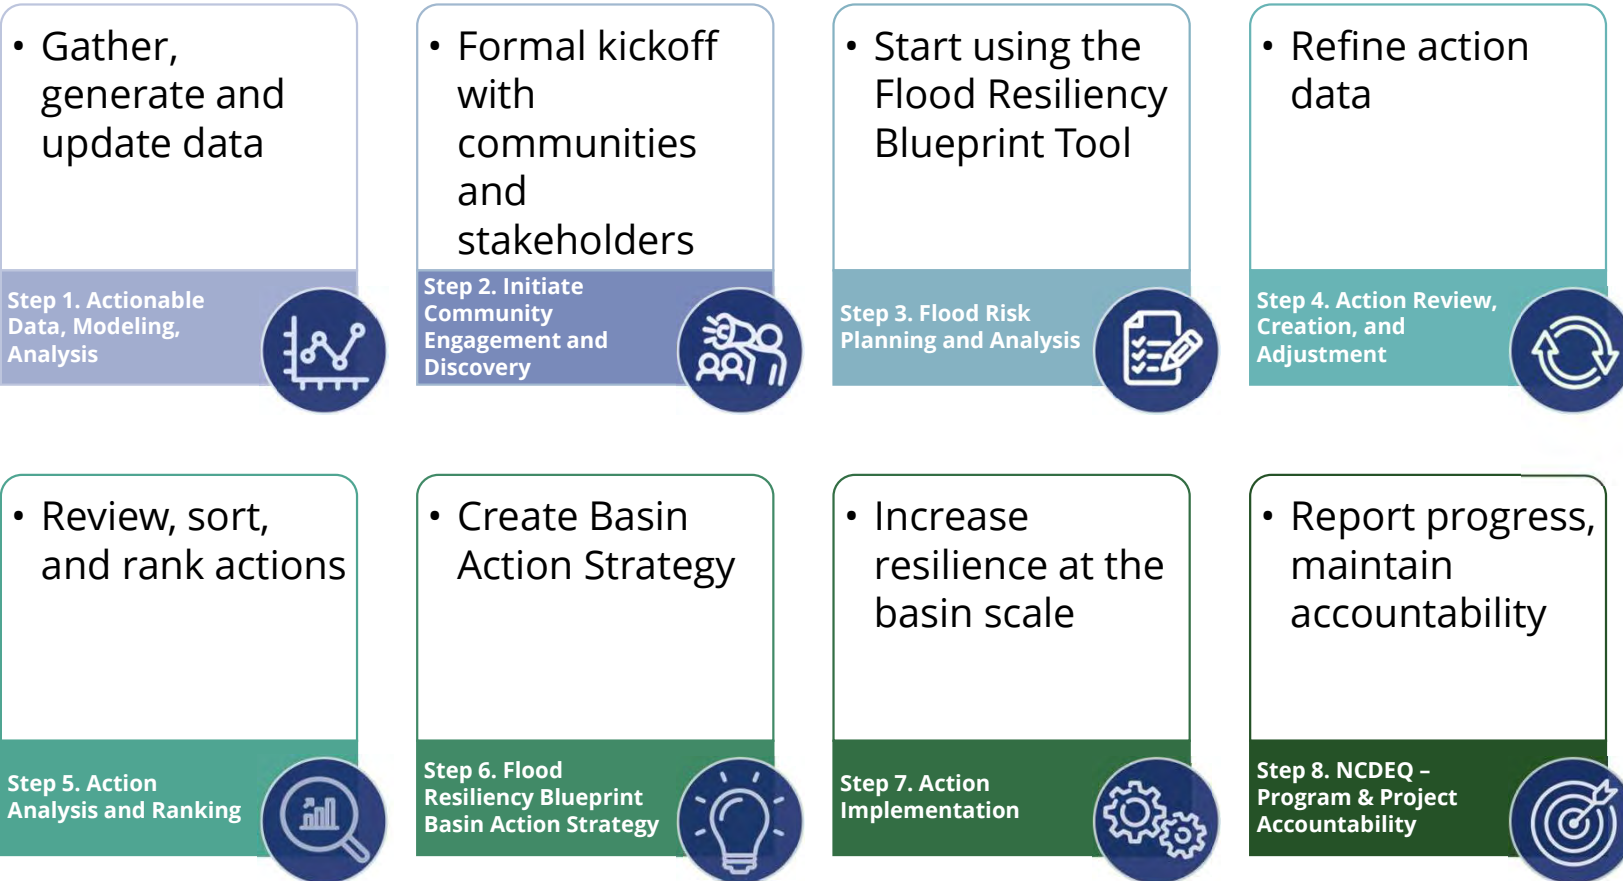 • Gather,
generate and
update data
Step 1. Actionable
Data, Modeling,
Analysis
• Formal kickoff
with
communities
and
stakeholders
Step 2. Initiate
Community
Engagement and
Discovery
• Start using the
Flood Resiliency
Blueprint Tool
Step 3. Flood Risk
Planning and Analysis
• Refine action
data
Step 4. Action Review,
Creation, and
Adjustment
• Review, sort,
and rank actions
Step 5. Action
Analysis and Ranking
• Create Basin
Action Strategy
Step 6. Flood
Resiliency Blueprint
Basin Action Strategy
• Increase
resilience at the
basin scale
Step 7. Action
Implementation
• Report progress,
maintain
accountability
Step 8. NCDEQ –
Program & Project
Accountability